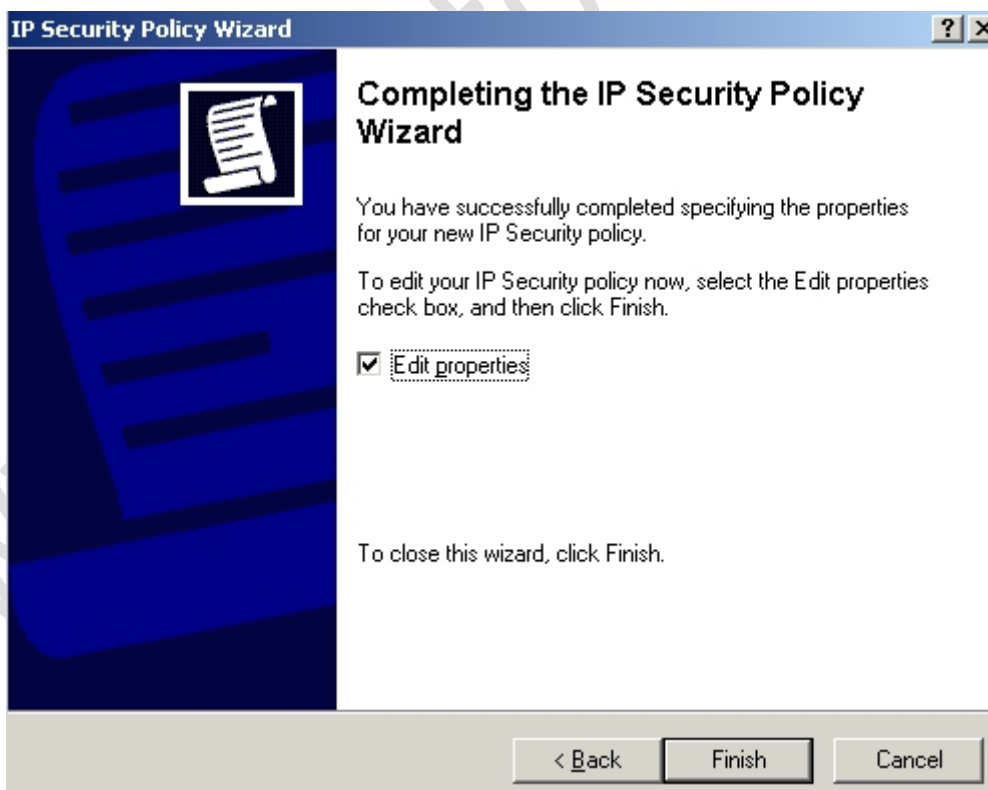 IP Security Policy Wizard
Completing the IP Security Policy
Wizard
You have successfully completed specifying the properties
for your new IP Security policy.
To edit your IP Security policy now, select the Edit properties
check box, and then click Finish.
Edit properties
To close this wizard, click Finish.
< Back Finish Cancel